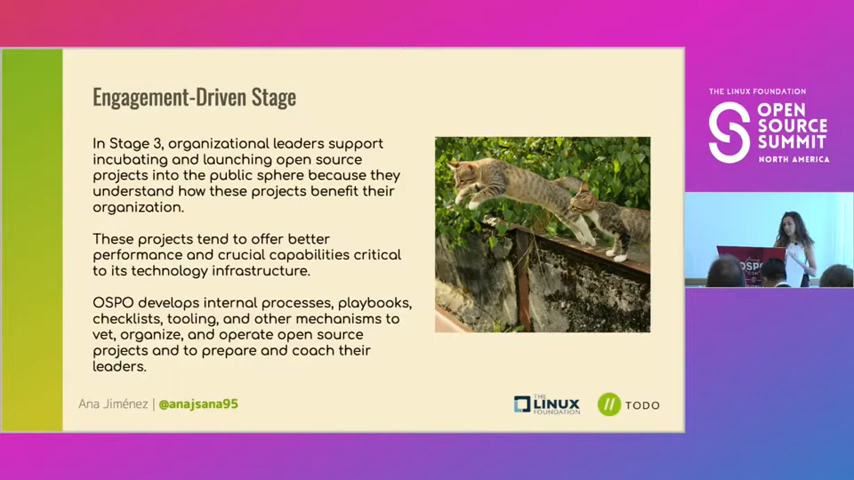 Engagement-Driven Stage
In Stage 3, organizational leaders support
incubating and launching open source
projects into the public sphere because they
understand how these projects benefit their
organization.
These projects tend to offer better
performance and crucial capabilities critical
to its technology infrastructure.
OSPO develops internal processes, playbooks,
checklists, tooling, and other mechanisms to
vet, organize, and operate open source
projects and to prepare and coach their
leaders.
Ana Jiménez | @anajsana95
THE
LINUX
FOUNDATION
TODO
THE LINUX FOUNDATION
OPEN
SOURCE
SUMMIT
NORTH AMERICA
OSPO